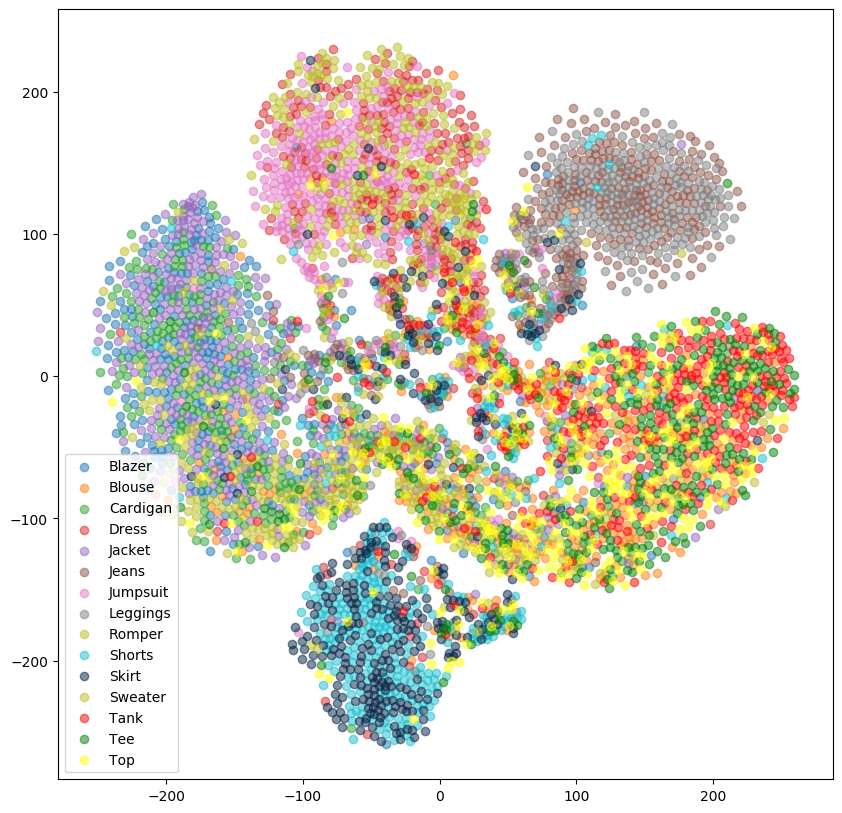 200
100
0
−100
−200
Blazer
Blouse
Cardigan
Dress
Jacket
Jeans
Jumpsuit
Leggings
Romper
Shorts
Skirt
Sweater
Tank
Tee
Top
−200 −100 0 100 200